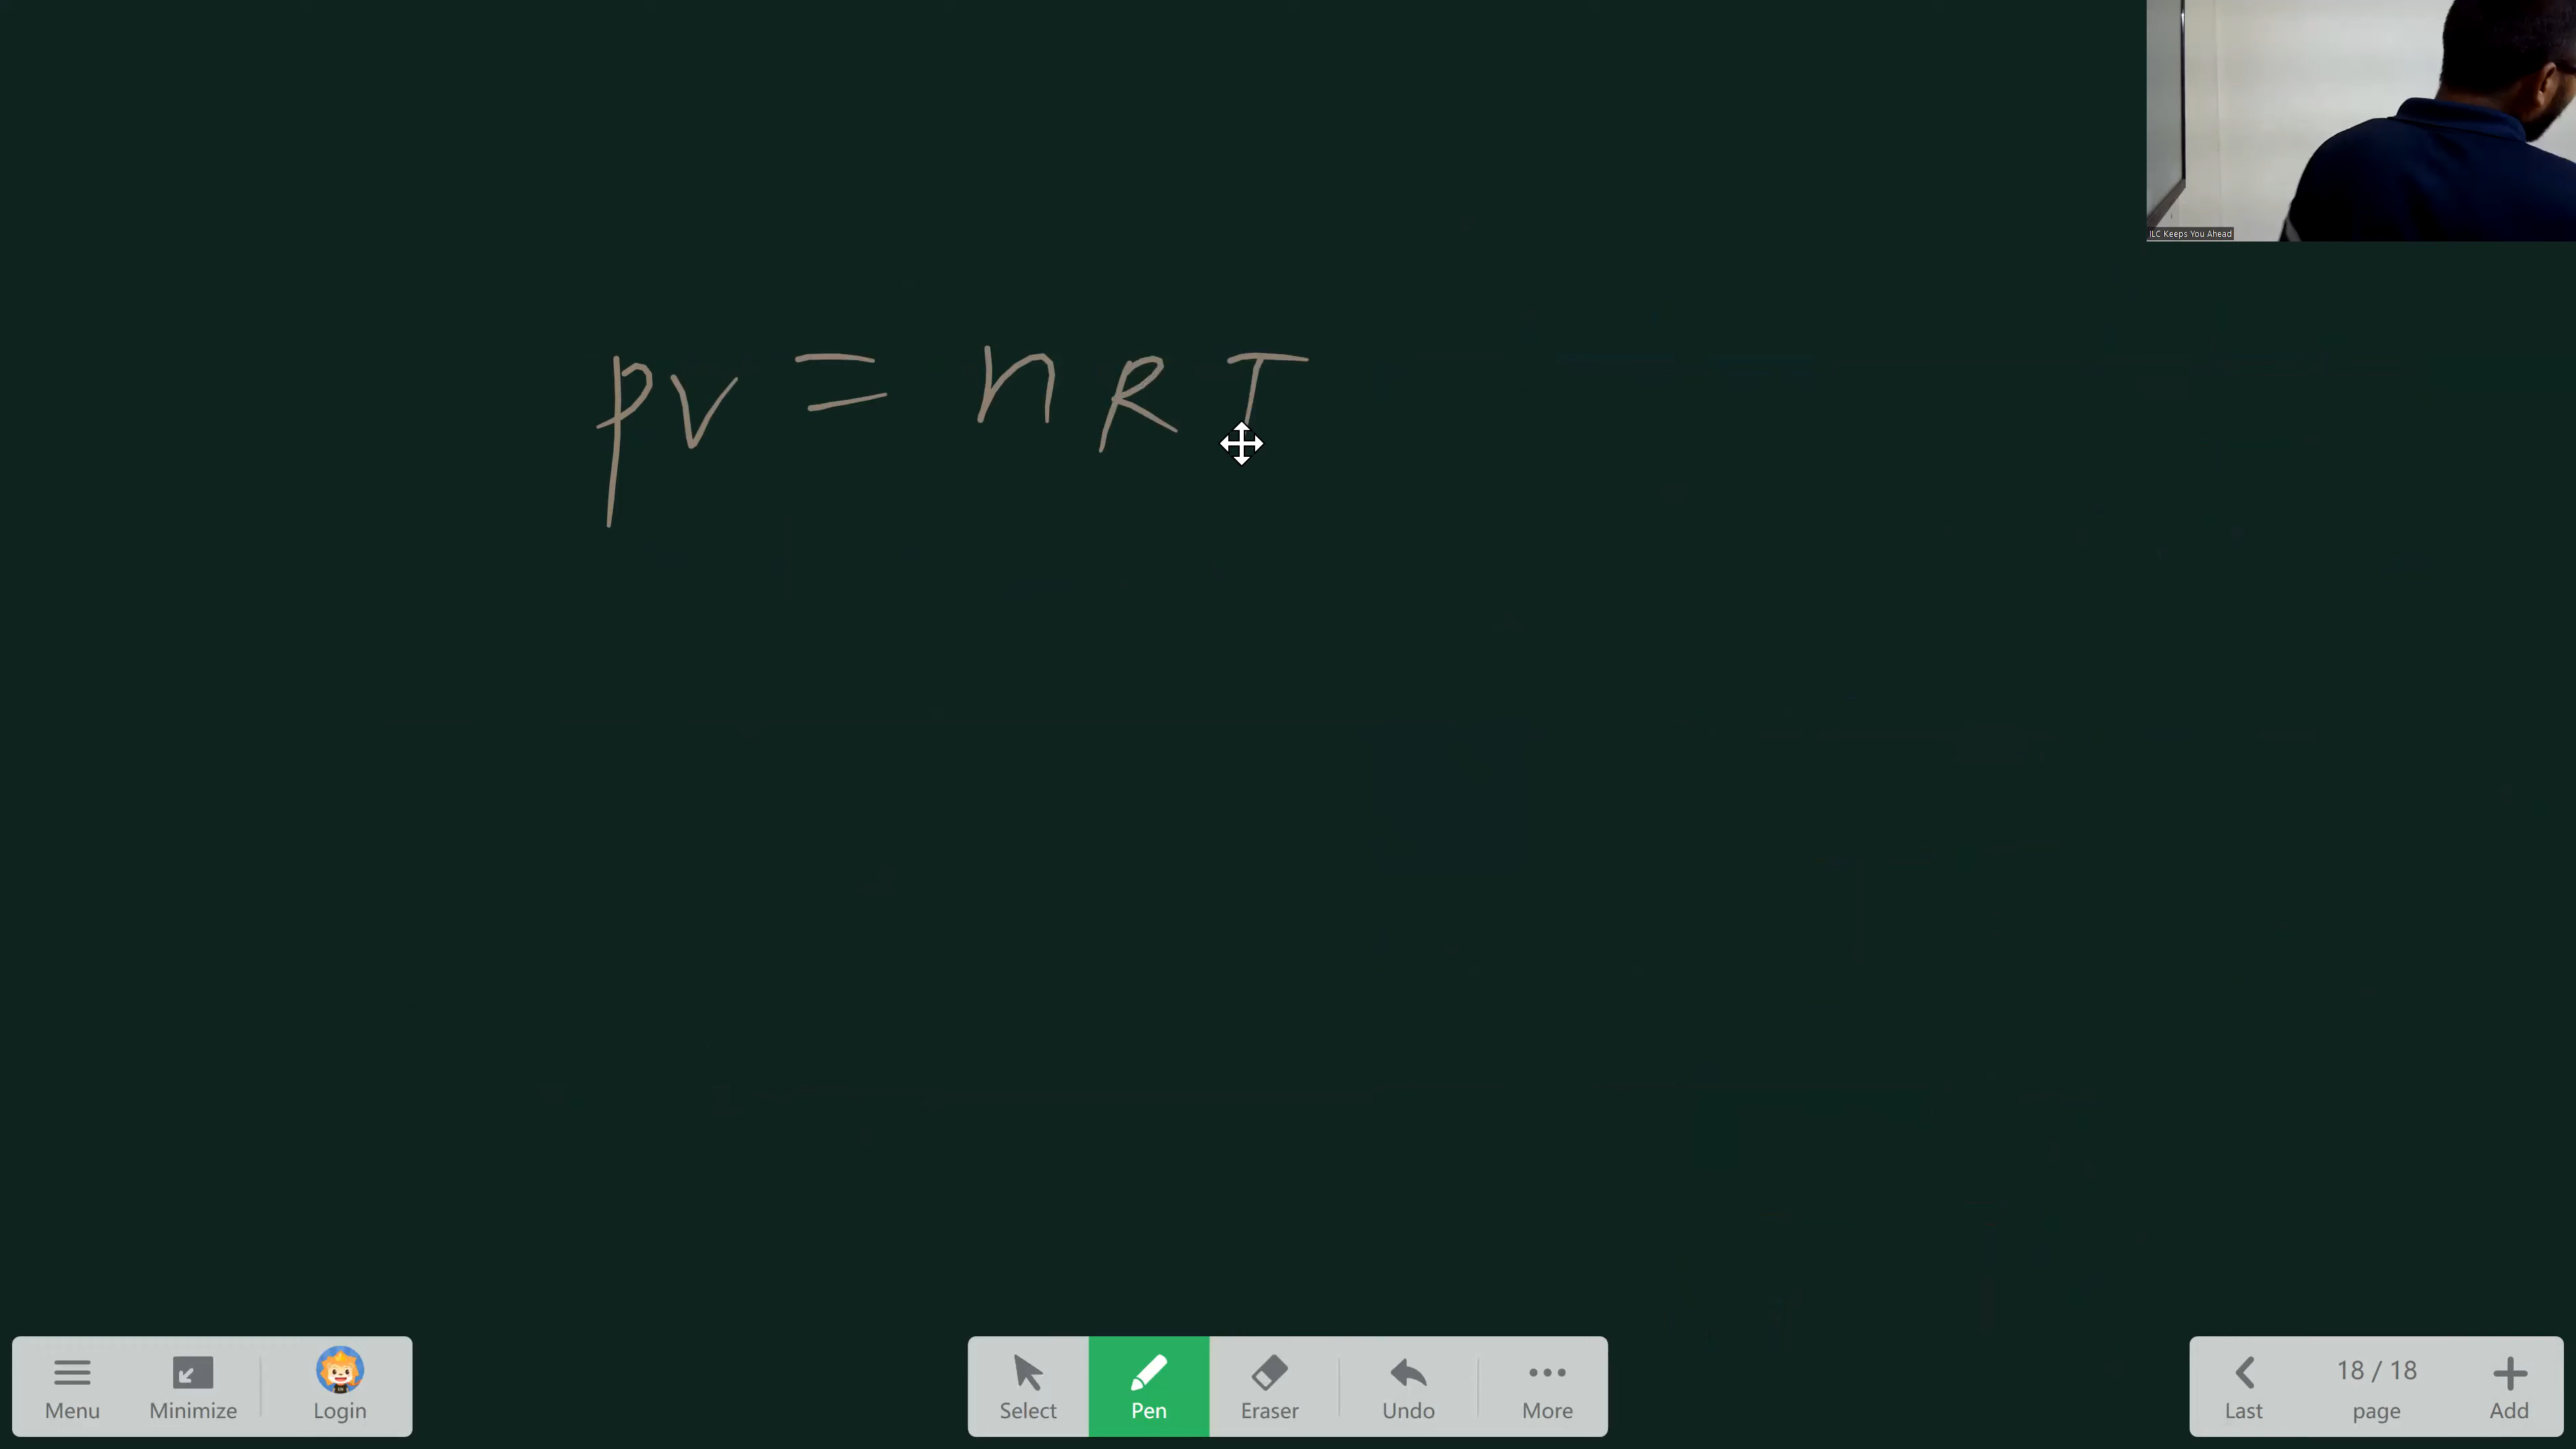 ILC Keeps You Ahead
pv = nRT
Menu Minimize Login
Select Pen Eraser Undo More
Last 18 / 18 page Add